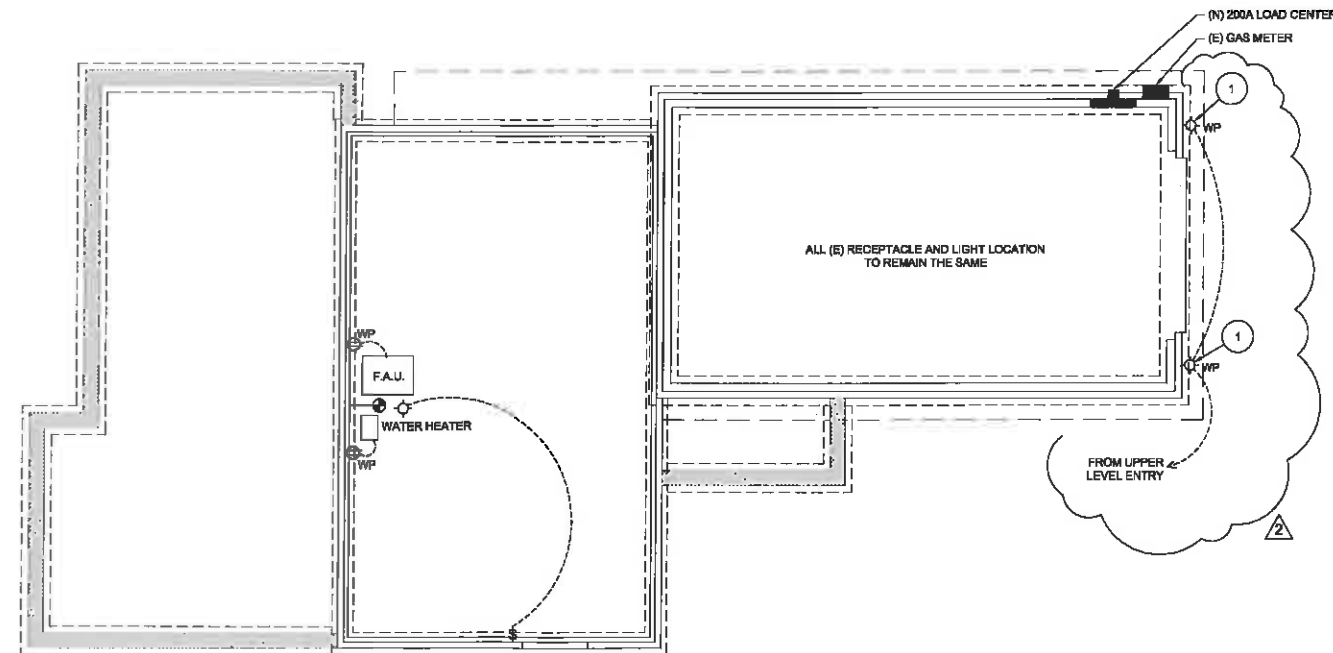 (N) 200A LOAD CENTER
(E) GAS METER
1
WP
ALL (E) RECEPTACLE AND LIGHT LOCATION
TO REMAIN THE SAME
WP
1
F.A.U.
WP
WATER HEATER
WP
FROM UPPER
LEVEL ENTRY
2